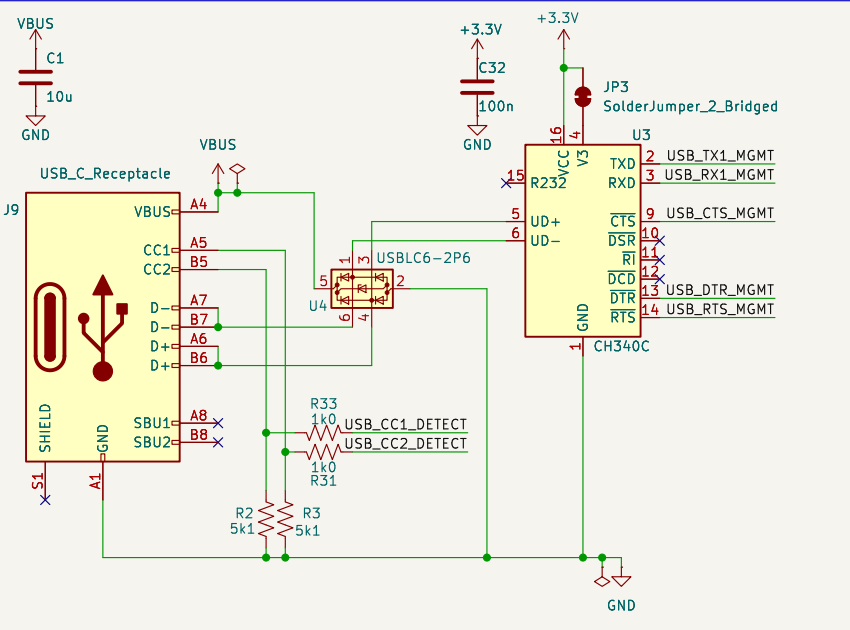 VBUS
C1
10u
GND
+3.3V
C32
100n
GND
+3.3V
JP3
SolderJumper_2_Bridged
U3
16
4
VCC
V3
15
R232
TXD
2
USB_TX1_MGMT
RXD
3
USB_RX1_MGMT
5
UD+
CTS
9
USB_CTS_MGMT
6
UD-
DSR
10
RI
11
DCD
12
DTR
13
USB_DTR_MGMT
RTS
14
USB_RTS_MGMT
GND
1
CH340C
VBUS
USB_C_Receptacle
J9
VBUS
A4
CC1
A5
CC2
B5
D-
A7
D-
B7
D+
A6
D+
B6
SBU1
A8
SBU2
B8
SHIELD
GND
S1
A1
1
3
USBLC6-2P6
5
2
U4
6
4
R33
1k0
USB_CC1_DETECT
USB_CC2_DETECT
1k0
R31
R2
5k1
R3
5k1
GND